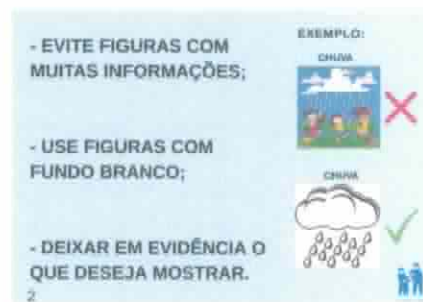 - EVITE FIGURAS COM
MUITAS INFORMAÇÕES;
- USE FIGURAS COM
FUNDO BRANCO;
- DEIXAR EM EVIDÊNCIA O
QUE DESEJA MOSTRAR.
2
EXEMPLO:
CHUVA
CHUVA